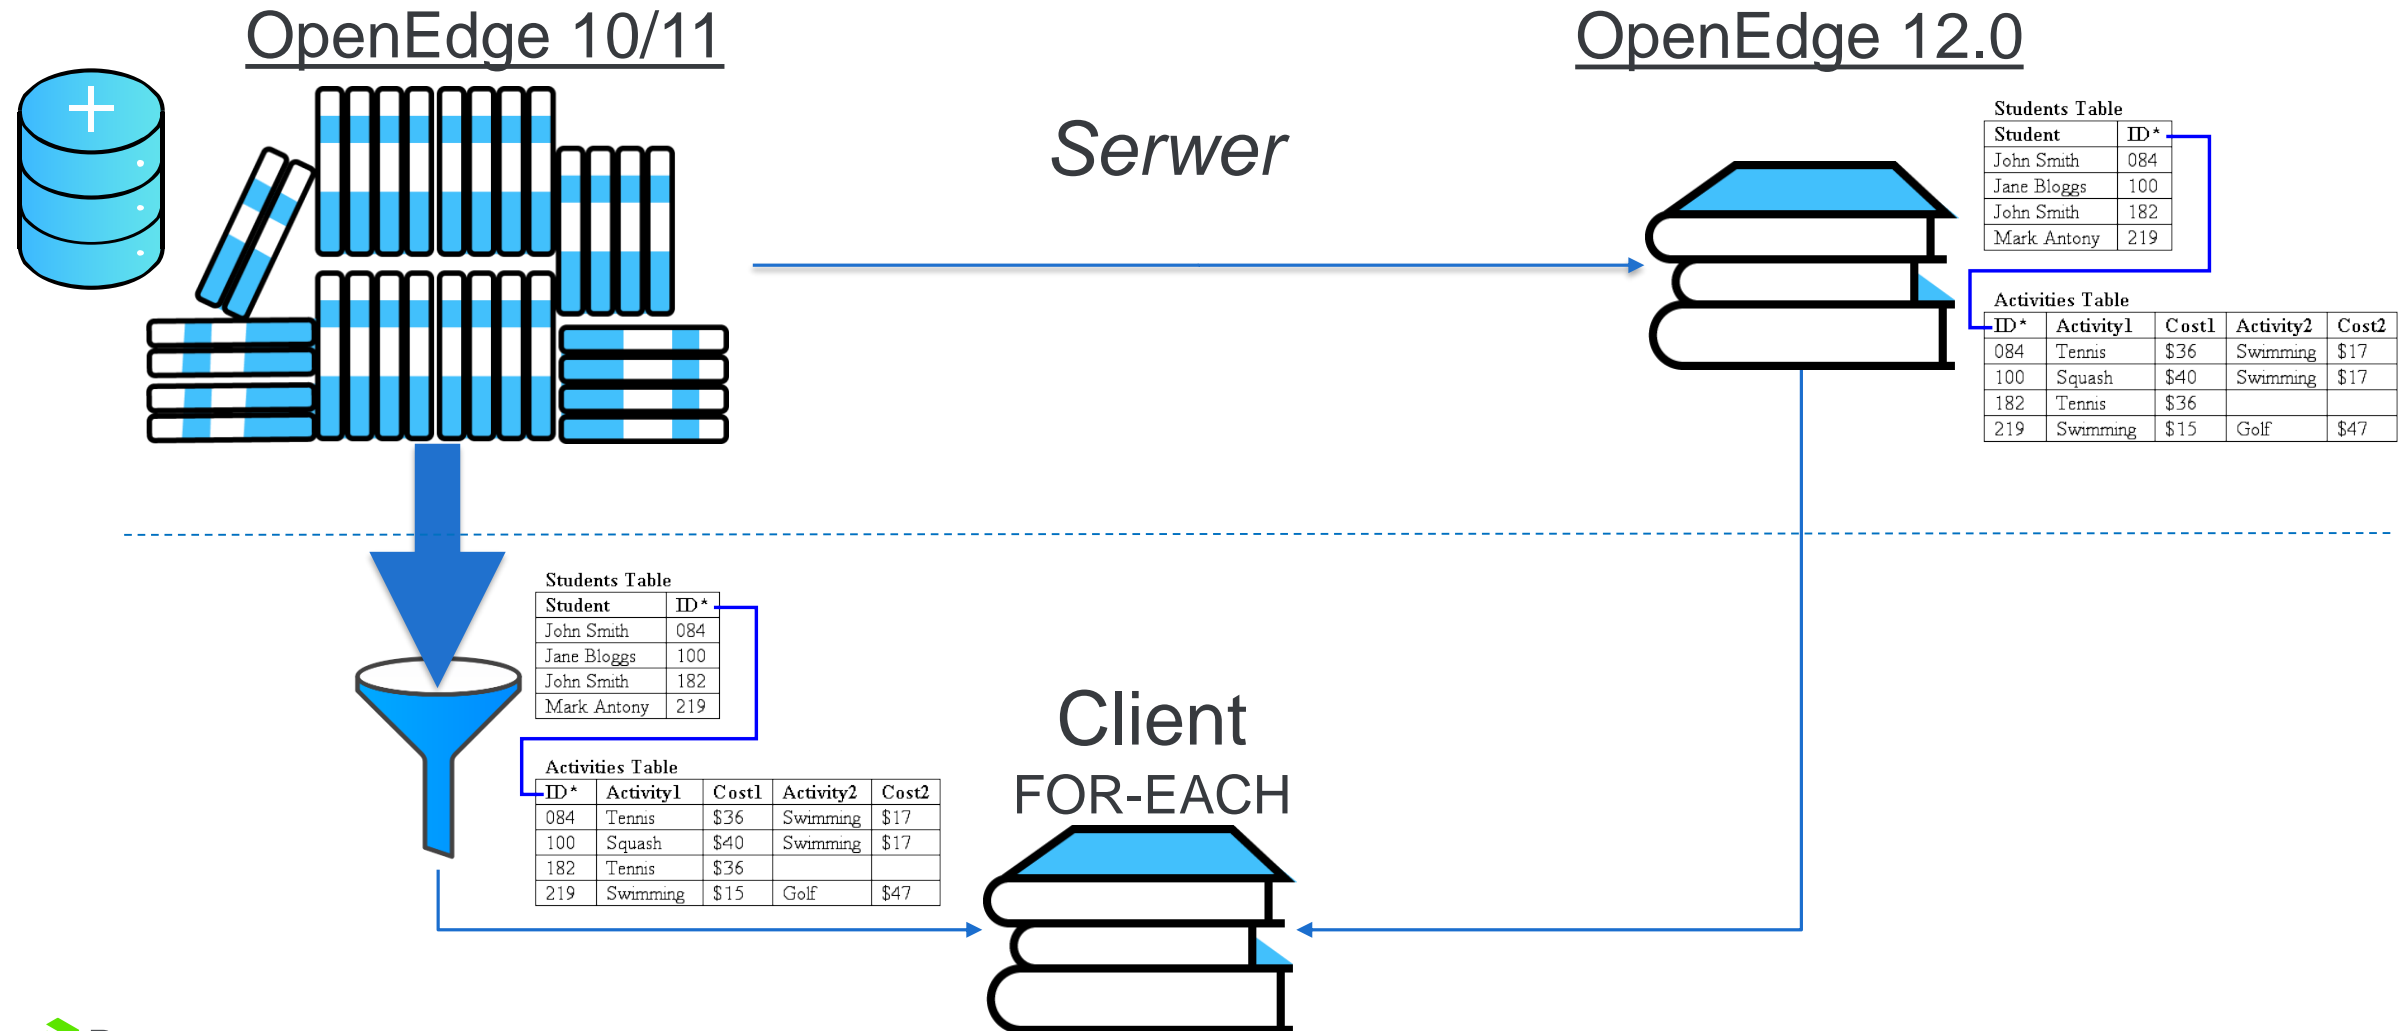 OpenEdge 10/11
OpenEdge 12.0
Serwer
Students Table
Student ID*
John Smith 084
Jane Bloggs 100
John Smith 182
Mark Antony 219
Activities Table
ID* Activity1 Cost1 Activity2 Cost2
084 Tennis $36 Swimming $17
100 Squash $40 Swimming $17
182 Tennis $36
219 Swimming $15 Golf $47
Students Table
Student ID*
John Smith 084
Jane Bloggs 100
John Smith 182
Mark Antony 219
Activities Table
ID* Activity1 Cost1 Activity2 Cost2
084 Tennis $36 Swimming $17
100 Squash $40 Swimming $17
182 Tennis $36
219 Swimming $15 Golf $47
Client
FOR-EACH